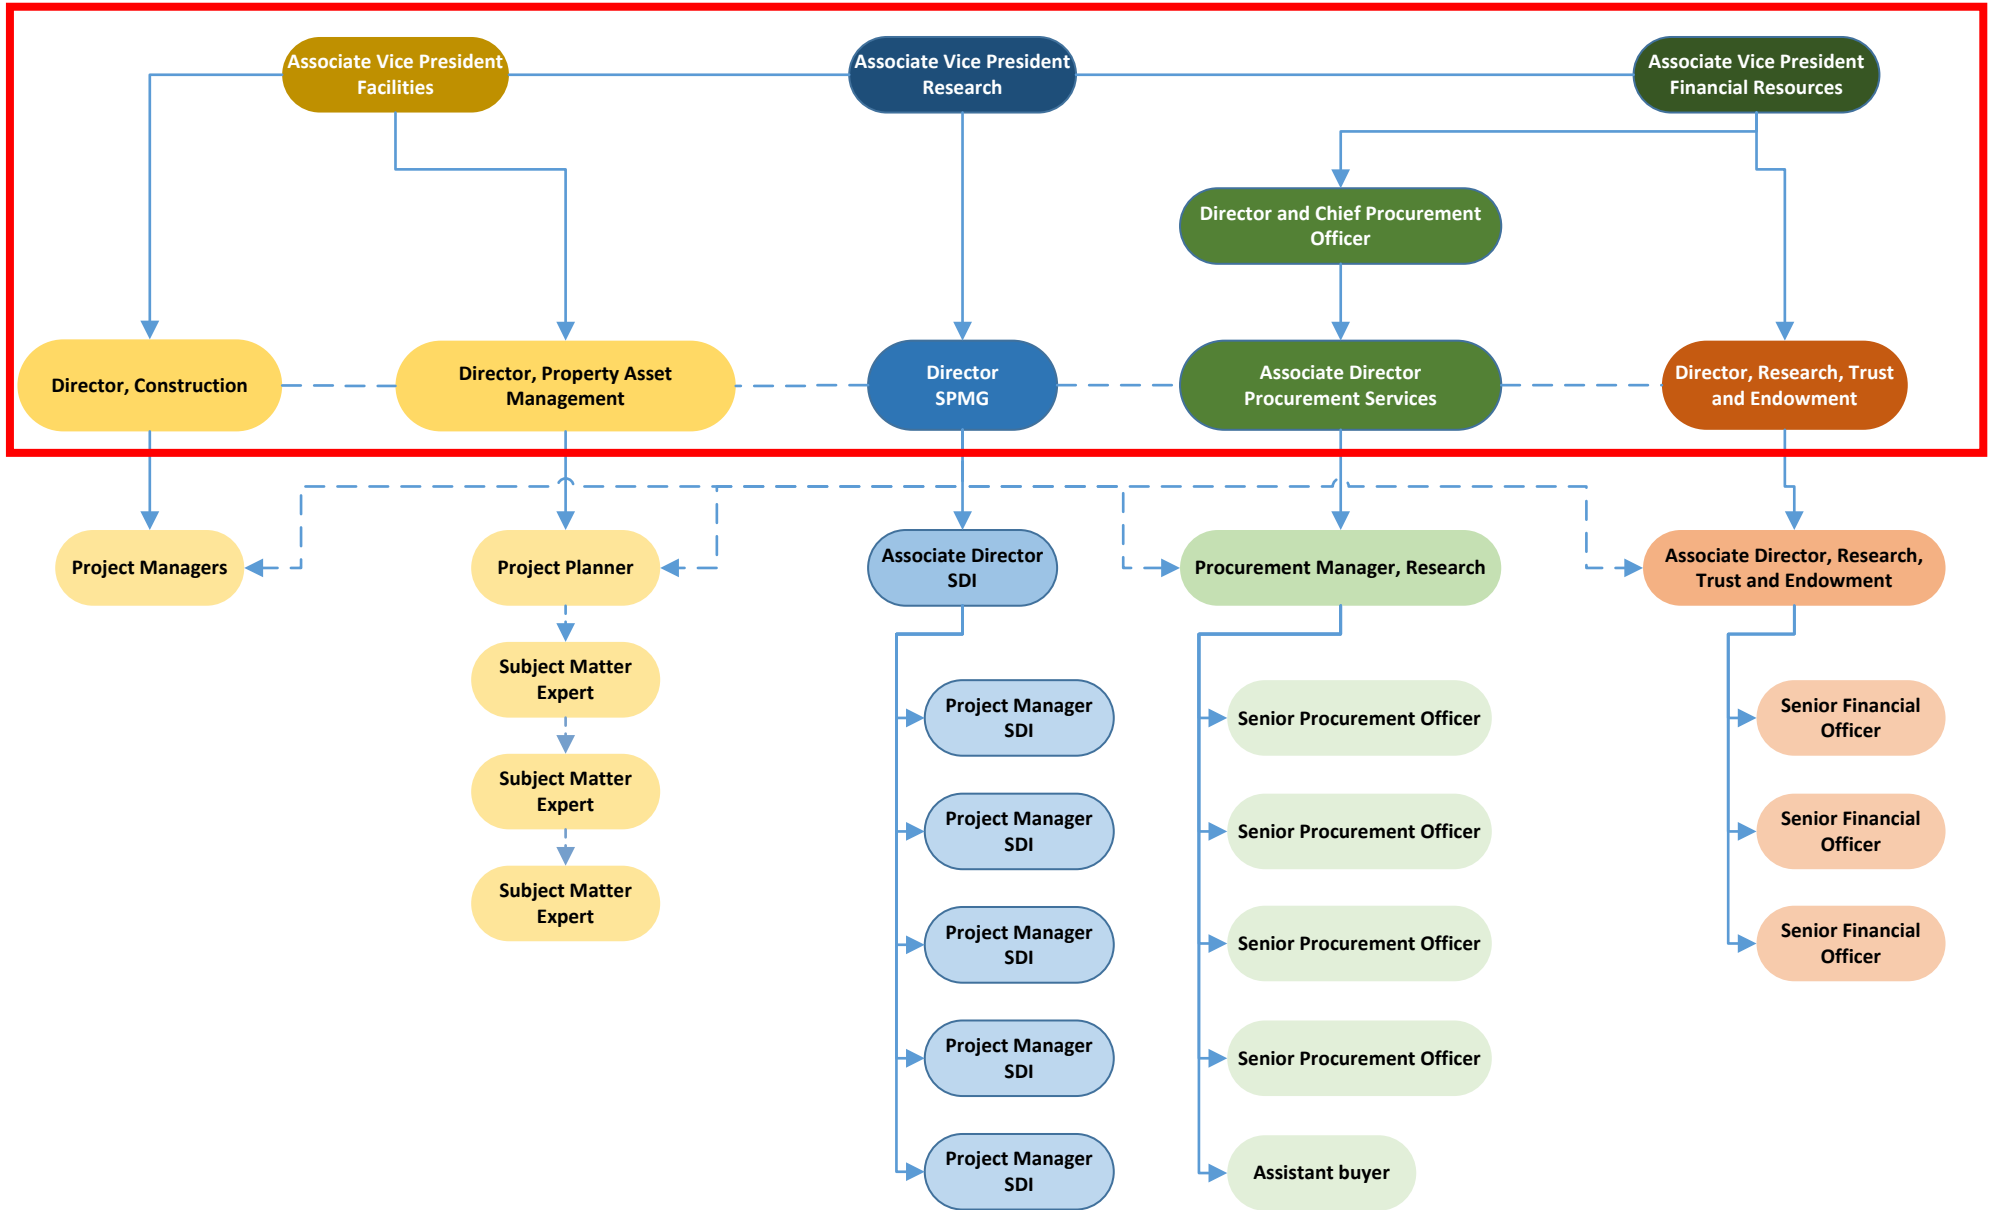 Associate Vice President
Facilities
Associate Vice President
Research
Associate Vice President
Financial Resources
Director and Chief Procurement
Officer
Director, Construction
Director, Property Asset
Management
Director
SPMG
Associate Director
Procurement Services
Director, Research, Trust
and Endowment
Project Managers
Project Planner
Associate Director
SDI
Procurement Manager, Research
Associate Director, Research,
Trust and Endowment
Subject Matter
Expert
Subject Matter
Expert
Subject Matter
Expert
Project Manager
SDI
Project Manager
SDI
Project Manager
SDI
Project Manager
SDI
Project Manager
SDI
Senior Procurement Officer
Senior Procurement Officer
Senior Procurement Officer
Senior Procurement Officer
Assistant buyer
Senior Financial
Officer
Senior Financial
Officer
Senior Financial
Officer